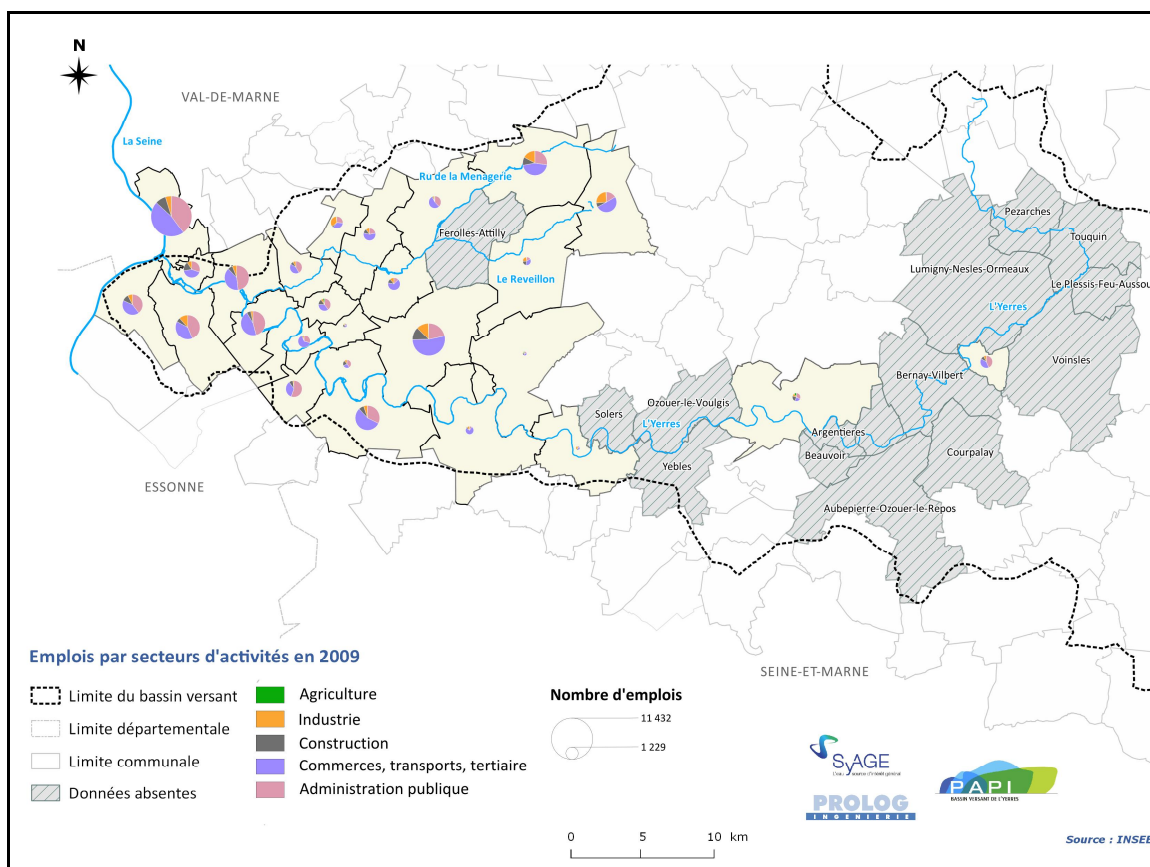 N
VAL-DE-MARNE
La Seine
Ru de la Menagerie
Ferolles-Attilly
Le Reveillon
Pezarches
Touquin
Lumigny-Nesles-Ormeaux
Le Plessis-Feu-Aussou
L'Yerres
Voinsles
Bernay-Vilbert
Ozouer-le-Voulgis
Solers
L'Yerres
Argentieres
Beauvoir
Courpalay
Yebles
ESSONNE
Aubepierre-Ozouer-le-Repos
SEINE-ET-MARNE
Emplois par secteurs d'activités en 2009
Limite du bassin versant
Limite départementale
Limite communale
Données absentes
Agriculture
Industrie
Construction
Commerces, transports, tertiaire
Administration publique
Nombre d'emplois
11 432
1 229
SyAGE
L'eau source d'intérêt général
PROLOG
INGENIERIE
PAPI
BASSIN VERSANT DE L'YERRES
0 5 10 km
Source : INSEE